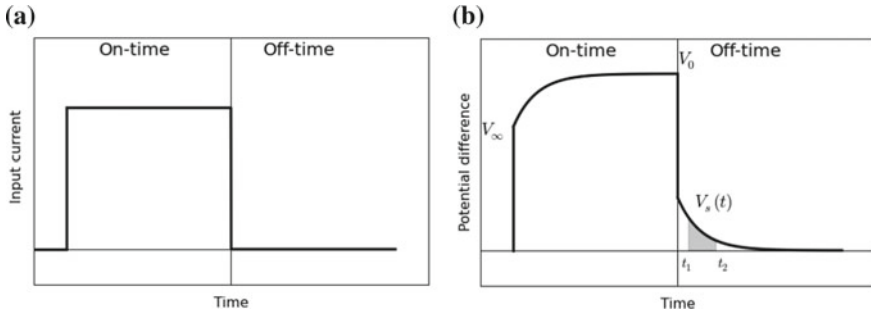 (a)
On-time
Off-time
Input current
Time
(b)
On-time
Off-time
V₀
V∞
Vₛ(t)
t₁
t₂
Potential difference
Time